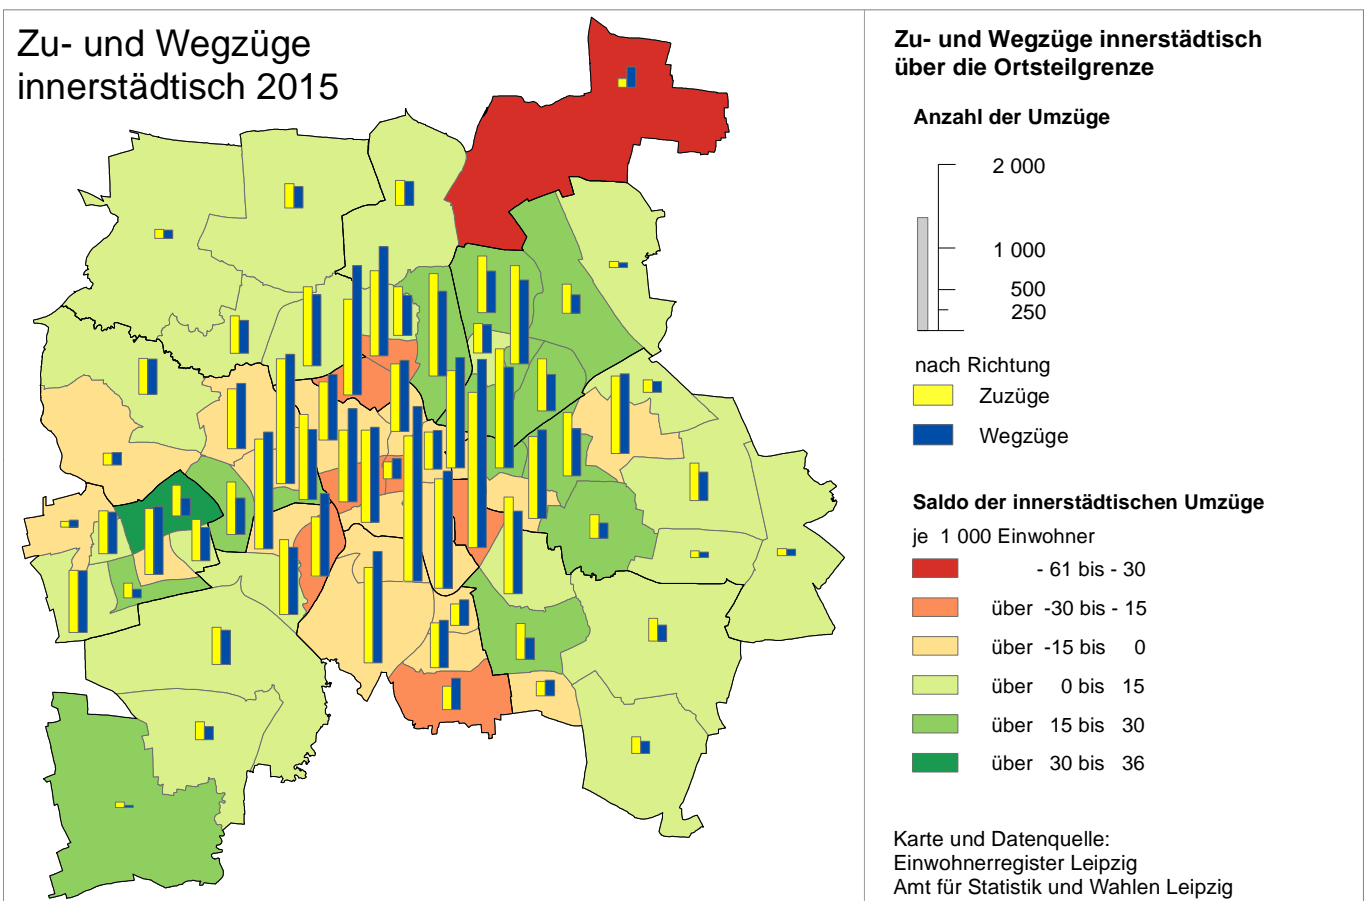 Zu- und Wegzüge
innerstädtisch 2015
Zu- und Wegzüge innerstädtisch
über die Ortsteilgrenze
Anzahl der Umzüge
2 000
1 000
500
250
nach Richtung
Zuzüge
Wegzüge
Saldo der innerstädtischen Umzüge
je 1 000 Einwohner
- 61 bis - 30
über -30 bis - 15
über -15 bis 0
über 0 bis 15
über 15 bis 30
über 30 bis 36
Karte und Datenquelle:
Einwohnerregister Leipzig
Amt für Statistik und Wahlen Leipzig